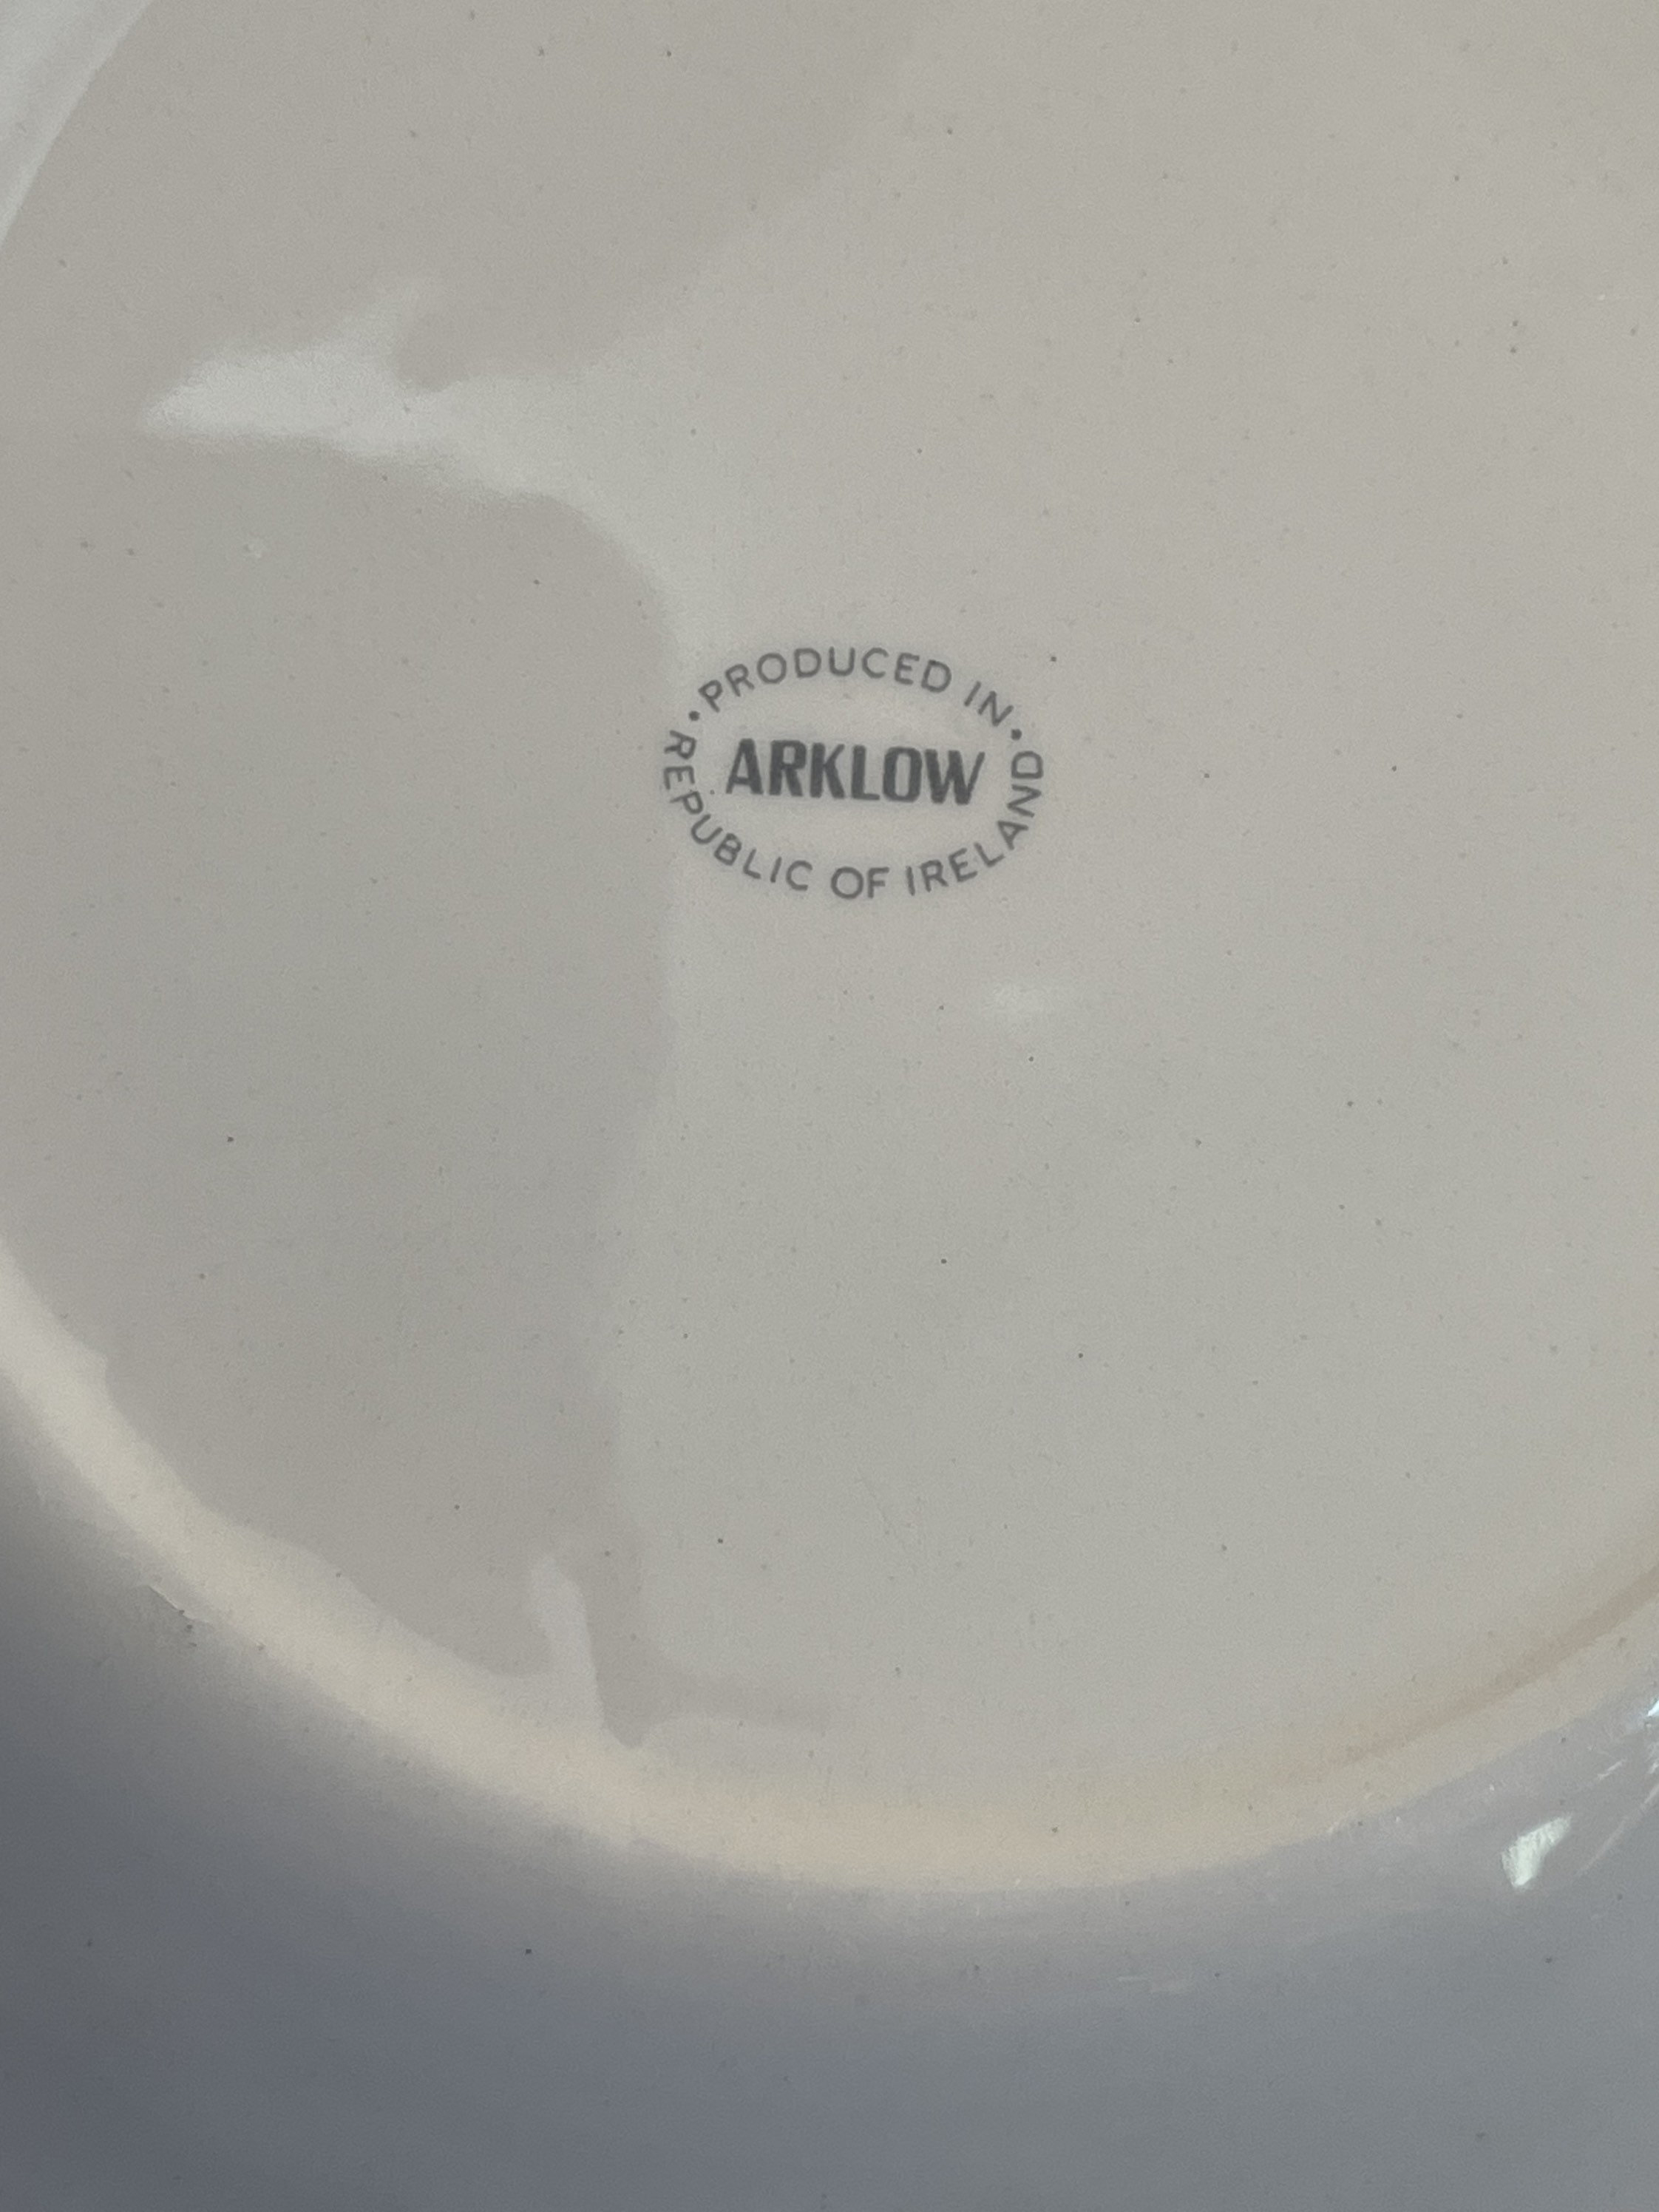 • PRODUCED IN •
ARKLOW
REPUBLIC OF IRELAND